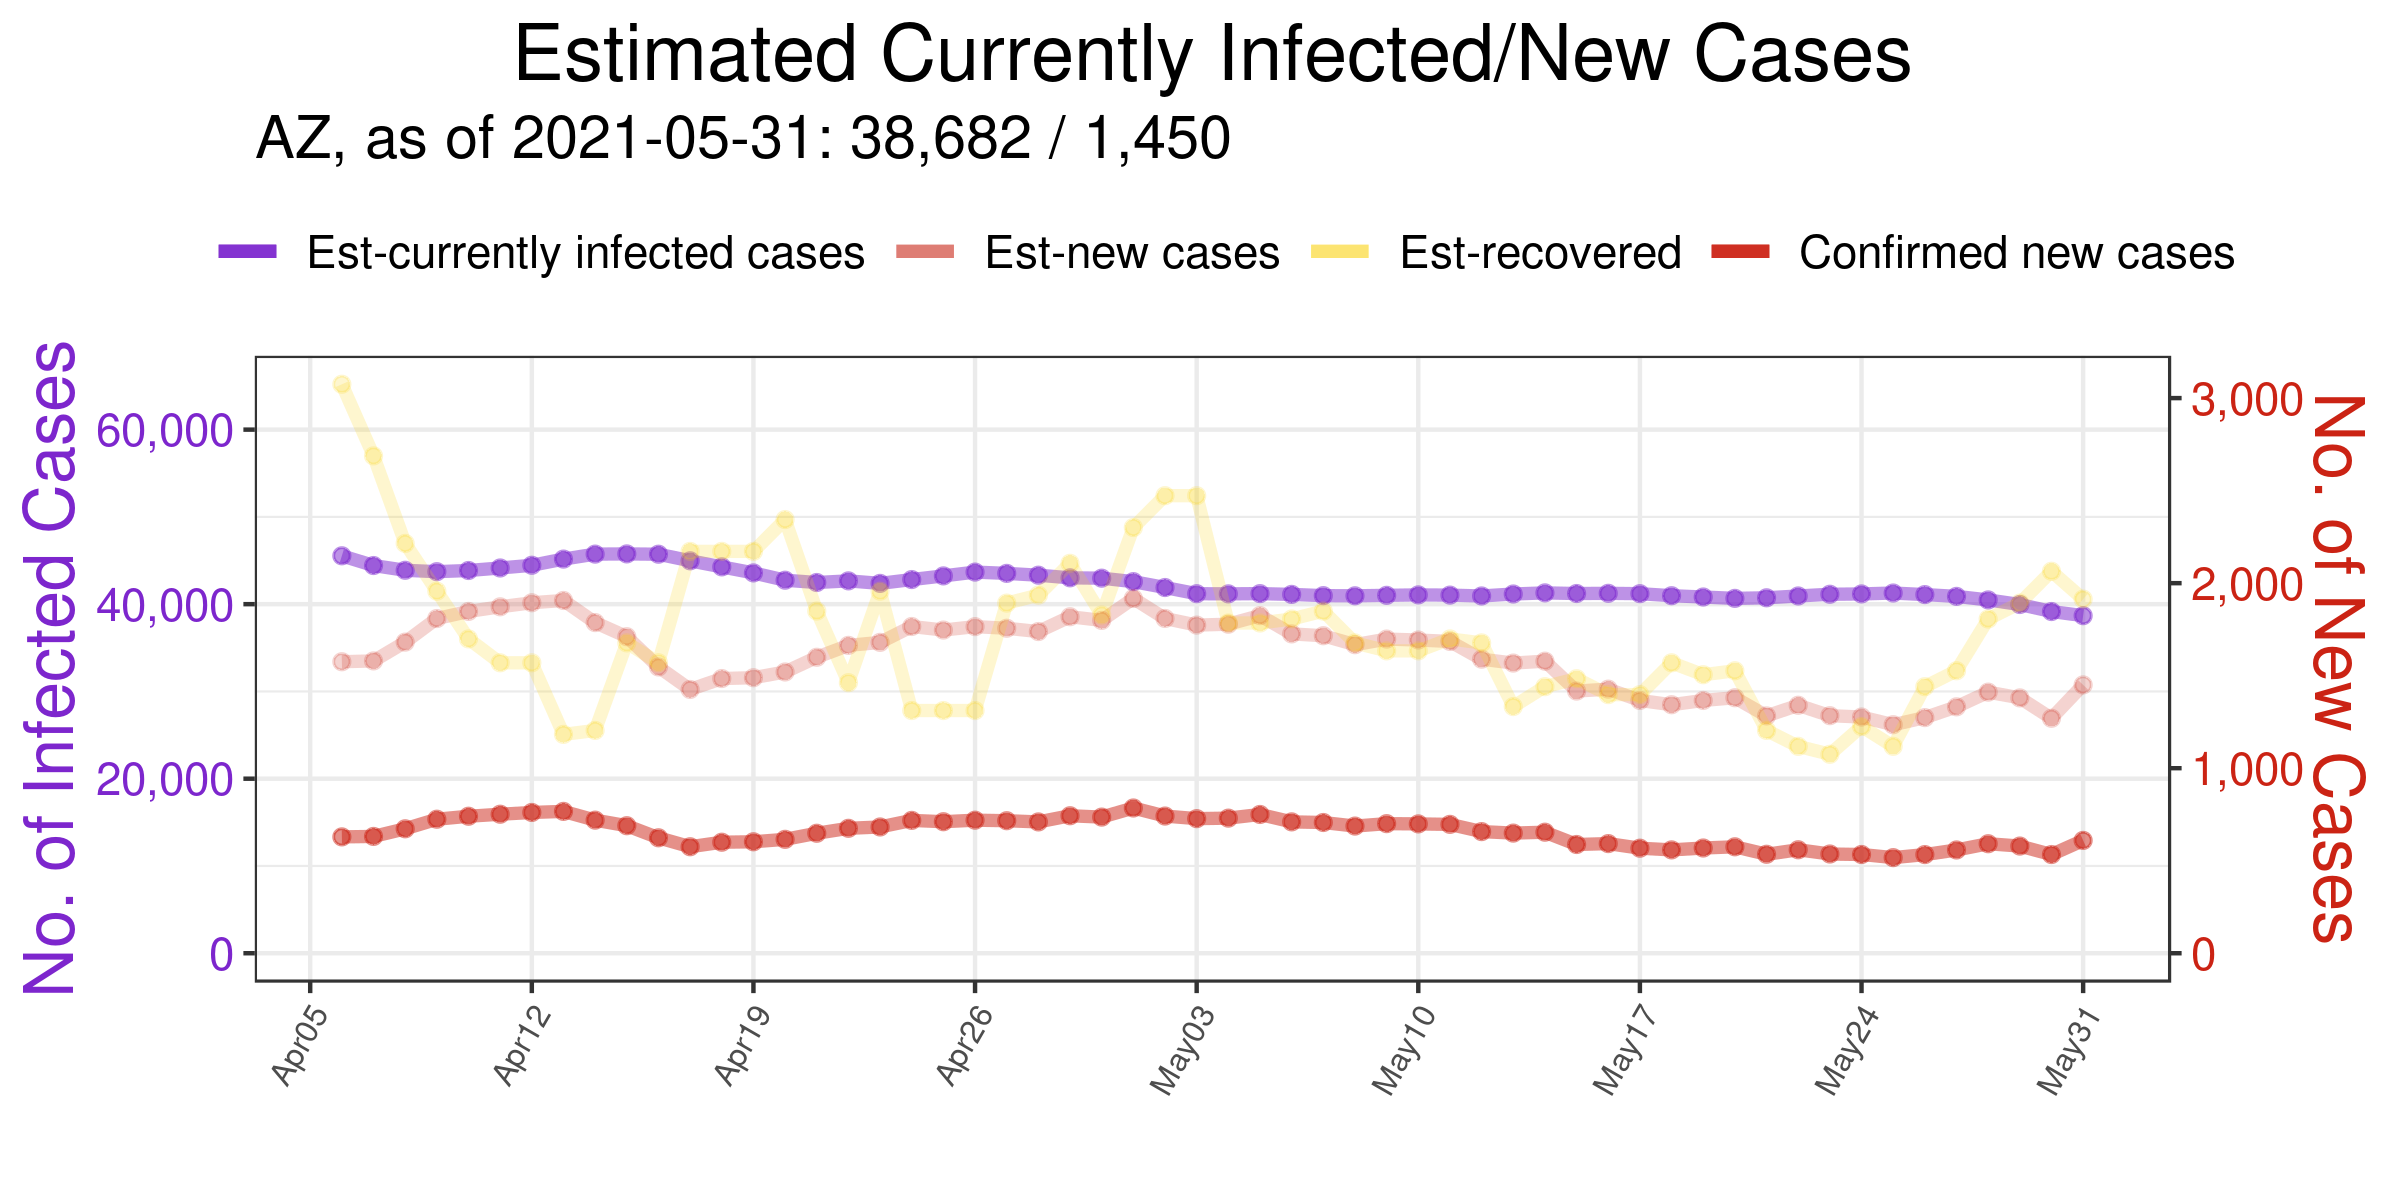 Estimated Currently Infected/New Cases
AZ, as of 2021-05-31: 38,682 / 1,450
Est-currently infected cases Est-new cases Est-recovered Confirmed new cases
No. of Infected Cases
60,000
40,000
20,000
0
3,000
2,000
1,000
0
No. of New Cases
Apr05 Apr12 Apr19 Apr26 May03 May10 May17 May24 May31